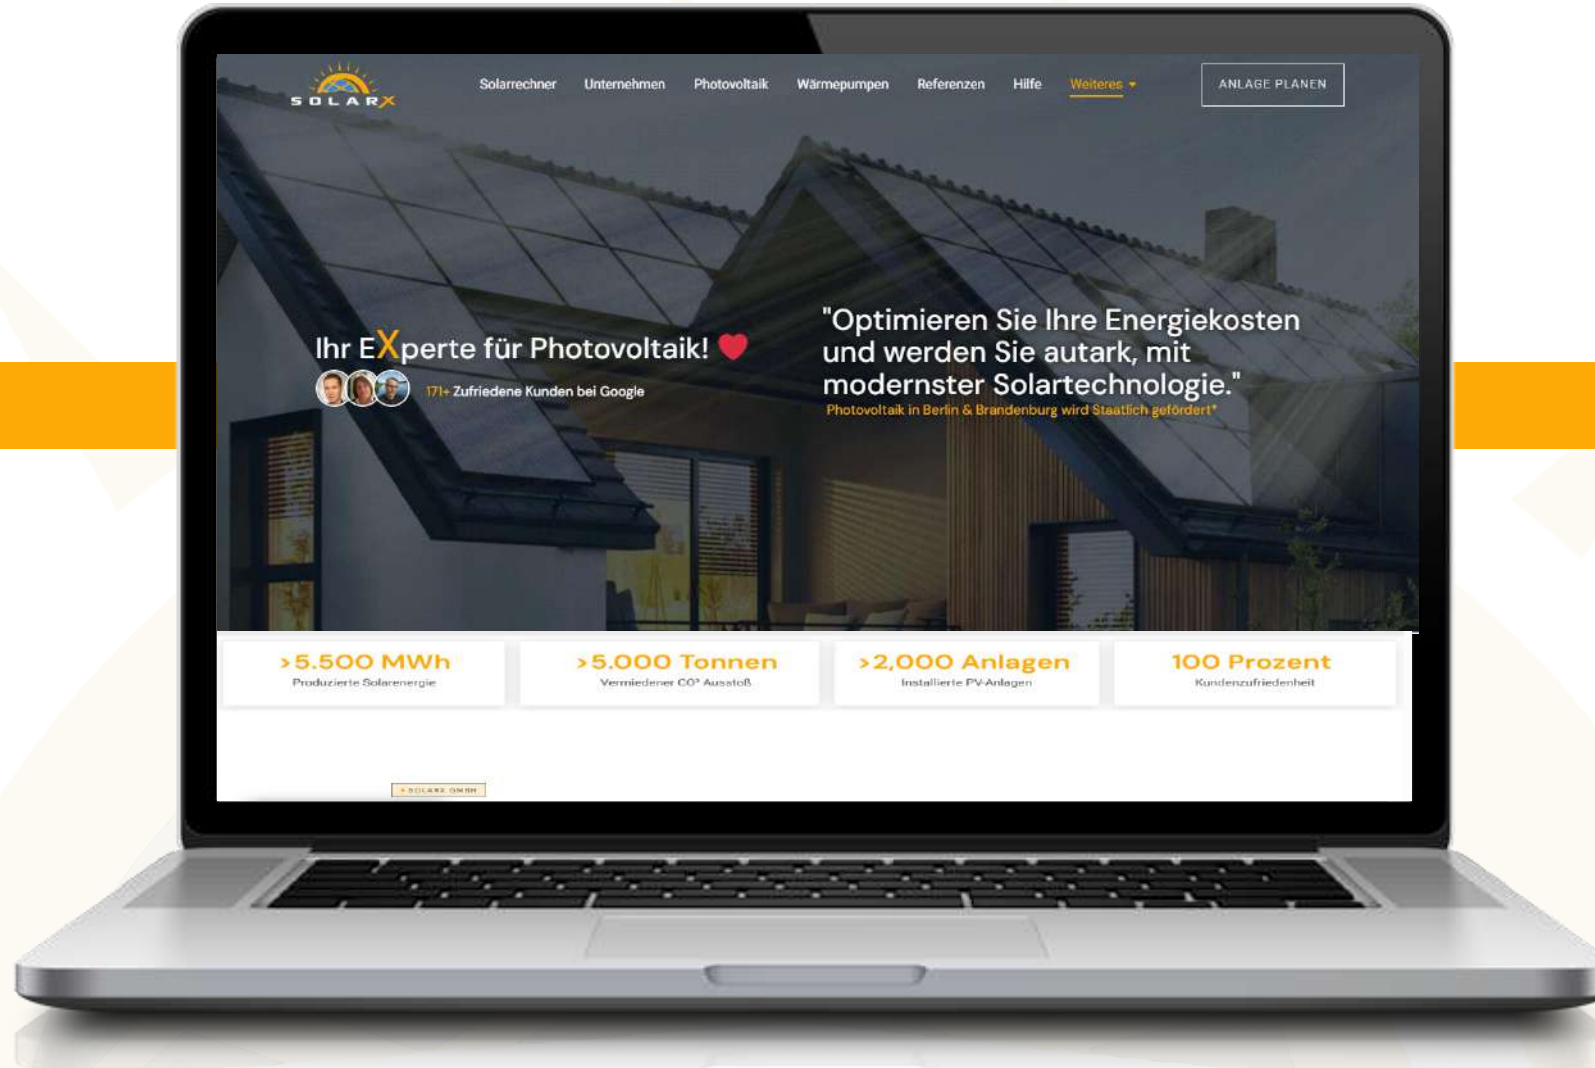 SOLARX
Solarrechner Unternehmen Photovoltaik Wärmepumpen Referenzen Hilfe Weiteres
ANLAGE PLANEN
Ihr EXperte für Photovoltaik!
171+ Zufriedene Kunden bei Google
"Optimieren Sie Ihre Energiekosten
und werden Sie autark, mit
modernster Solartechnologie."
Photovoltaik in Berlin & Brandenburg wird Staatlich gefördert*
>5.500 MWh
Produzierte Solarenergie
>5.000 Tonnen
Vermiedener CO² Ausstoß
>2,000 Anlagen
Installierte PV-Anlagen
100 Prozent
Kundenzufriedenheit
+ SOLARX GMBH